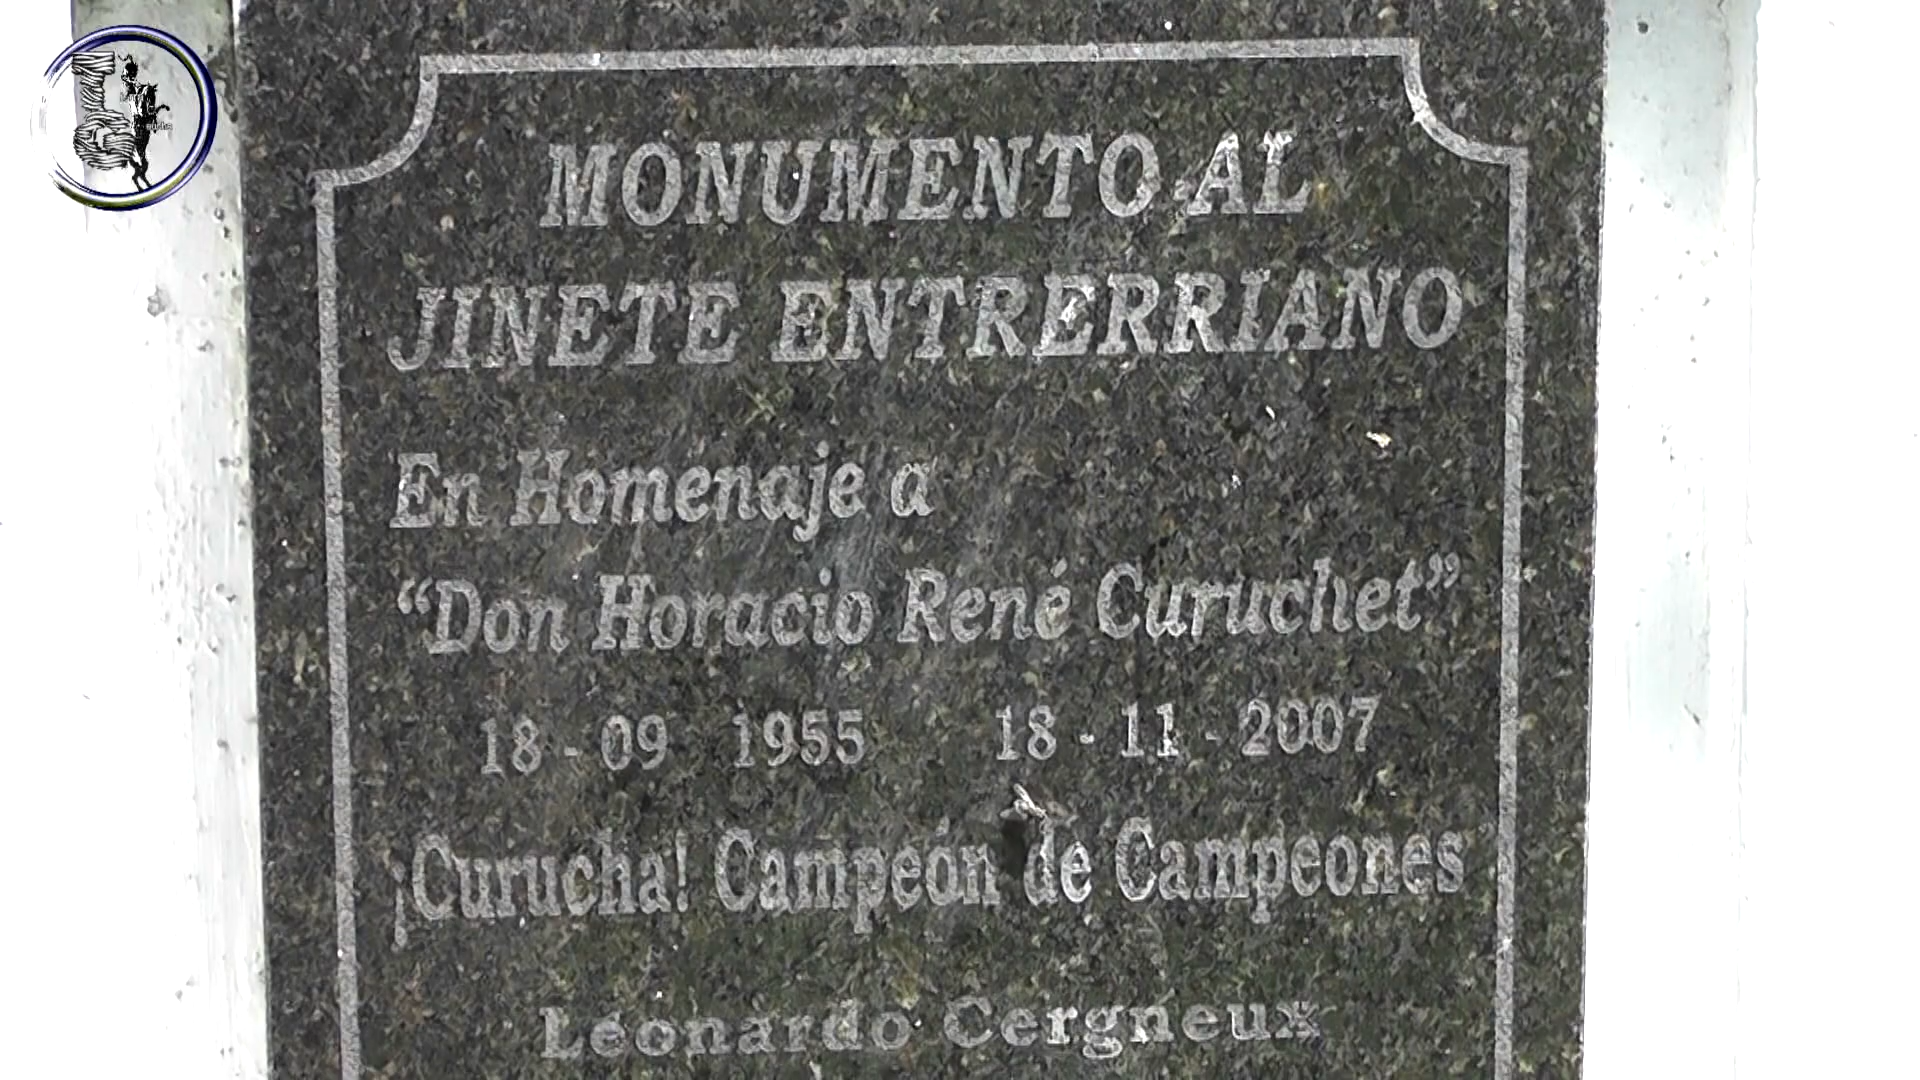 MONUMENTO AL
JINETE ENTRERRIANO
En Homenaje a
“Don Horacio René Curuchet”
18 - 09 1955 18 - 11 - 2007
¡Curucha! Campeón de Campeones
Leonardo Cergneux